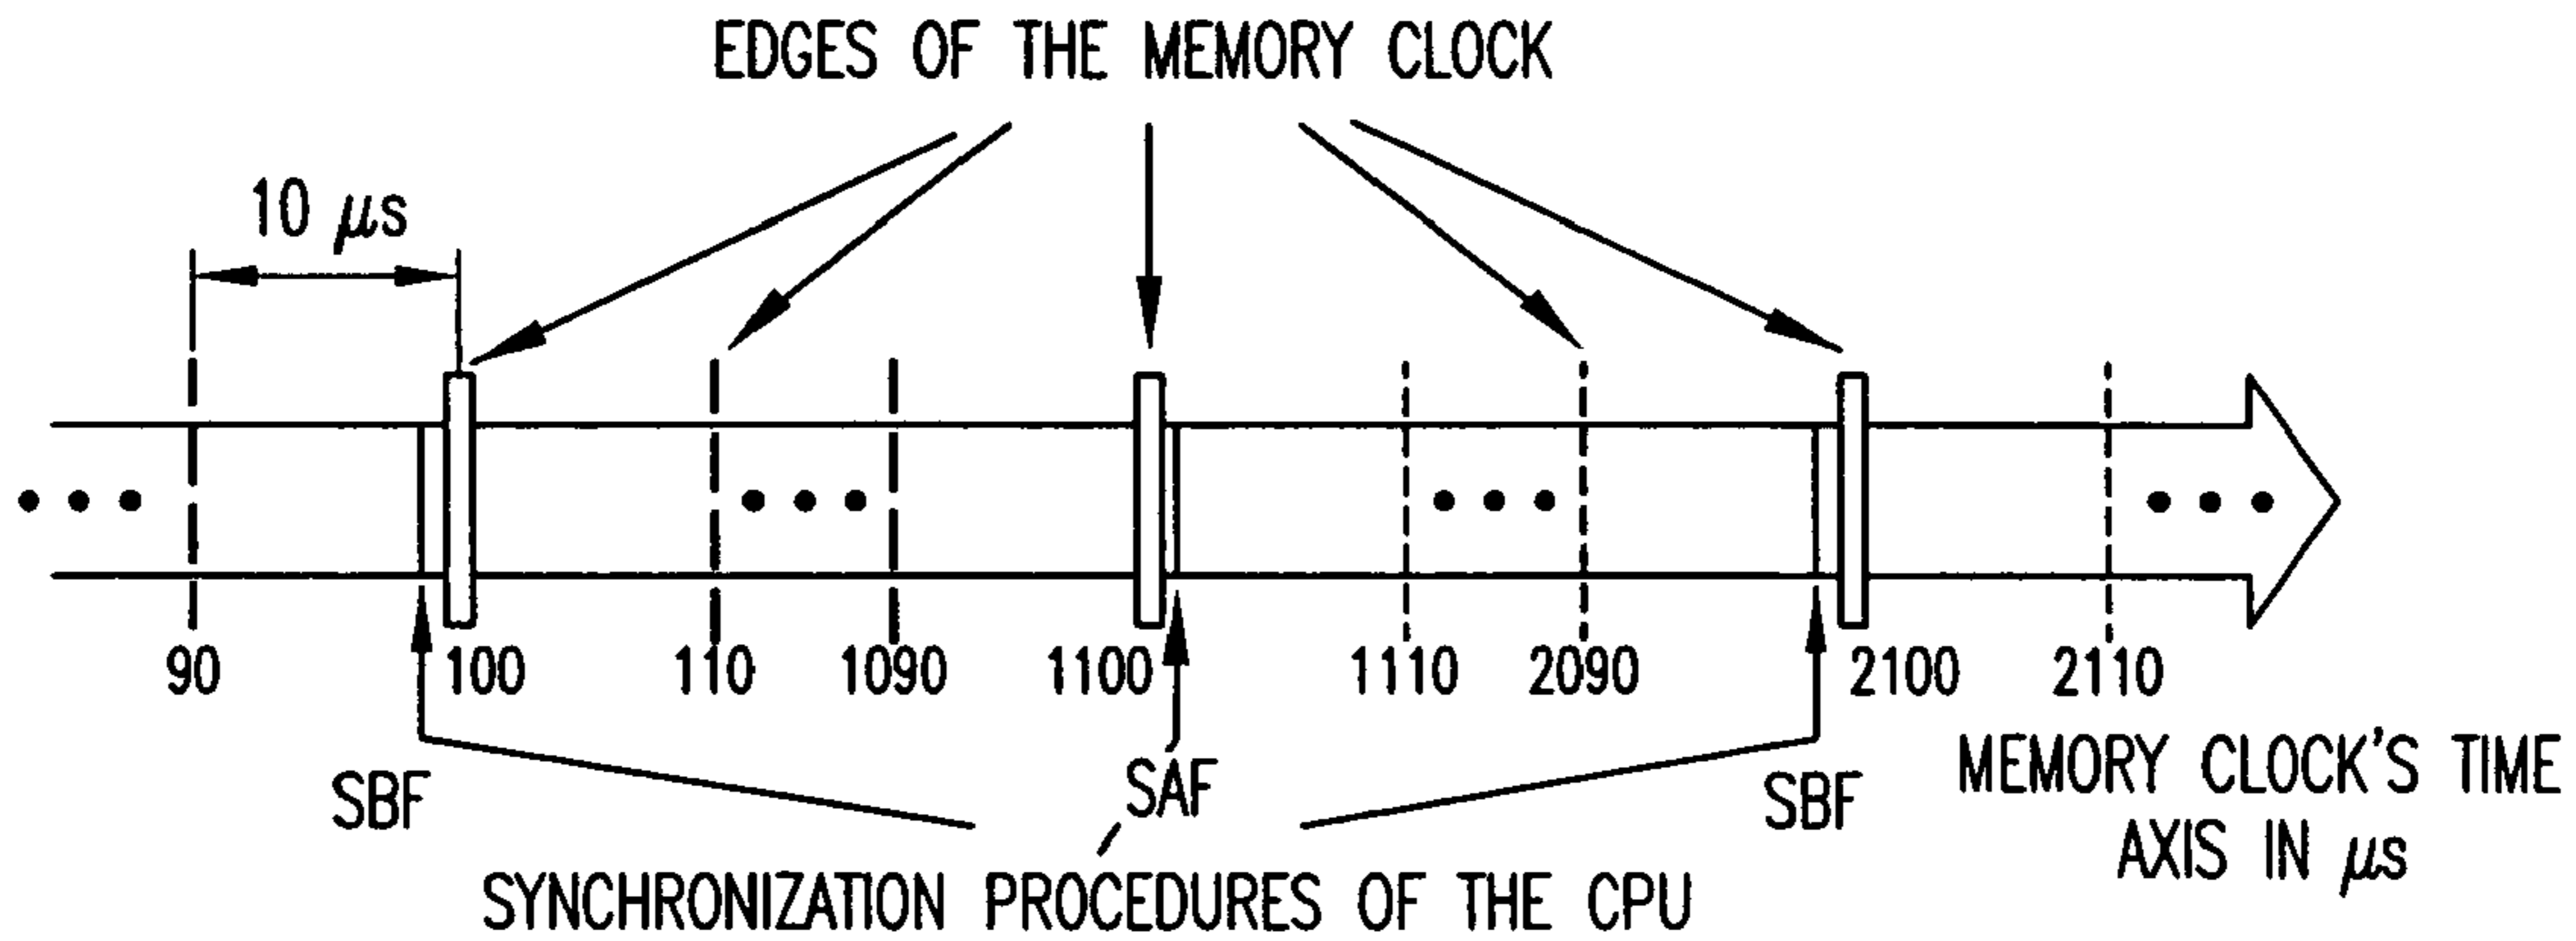 EDGES OF THE MEMORY CLOCK
10 µs
90 100 110 1090 1100 1110 2090 2100 2110
SBF SAF SBF
MEMORY CLOCK'S TIME
AXIS IN µs
SYNCHRONIZATION PROCEDURES OF THE CPU